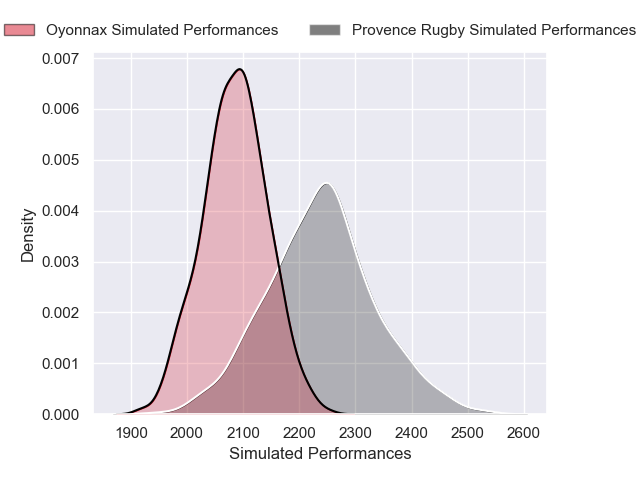 Oyonnax Simulated Performances
Provence Rugby Simulated Performances
0.007
0.006
0.005
0.004
0.003
0.002
0.001
0.000
Density
1900 2000 2100 2200 2300 2400 2500 2600
Simulated Performances